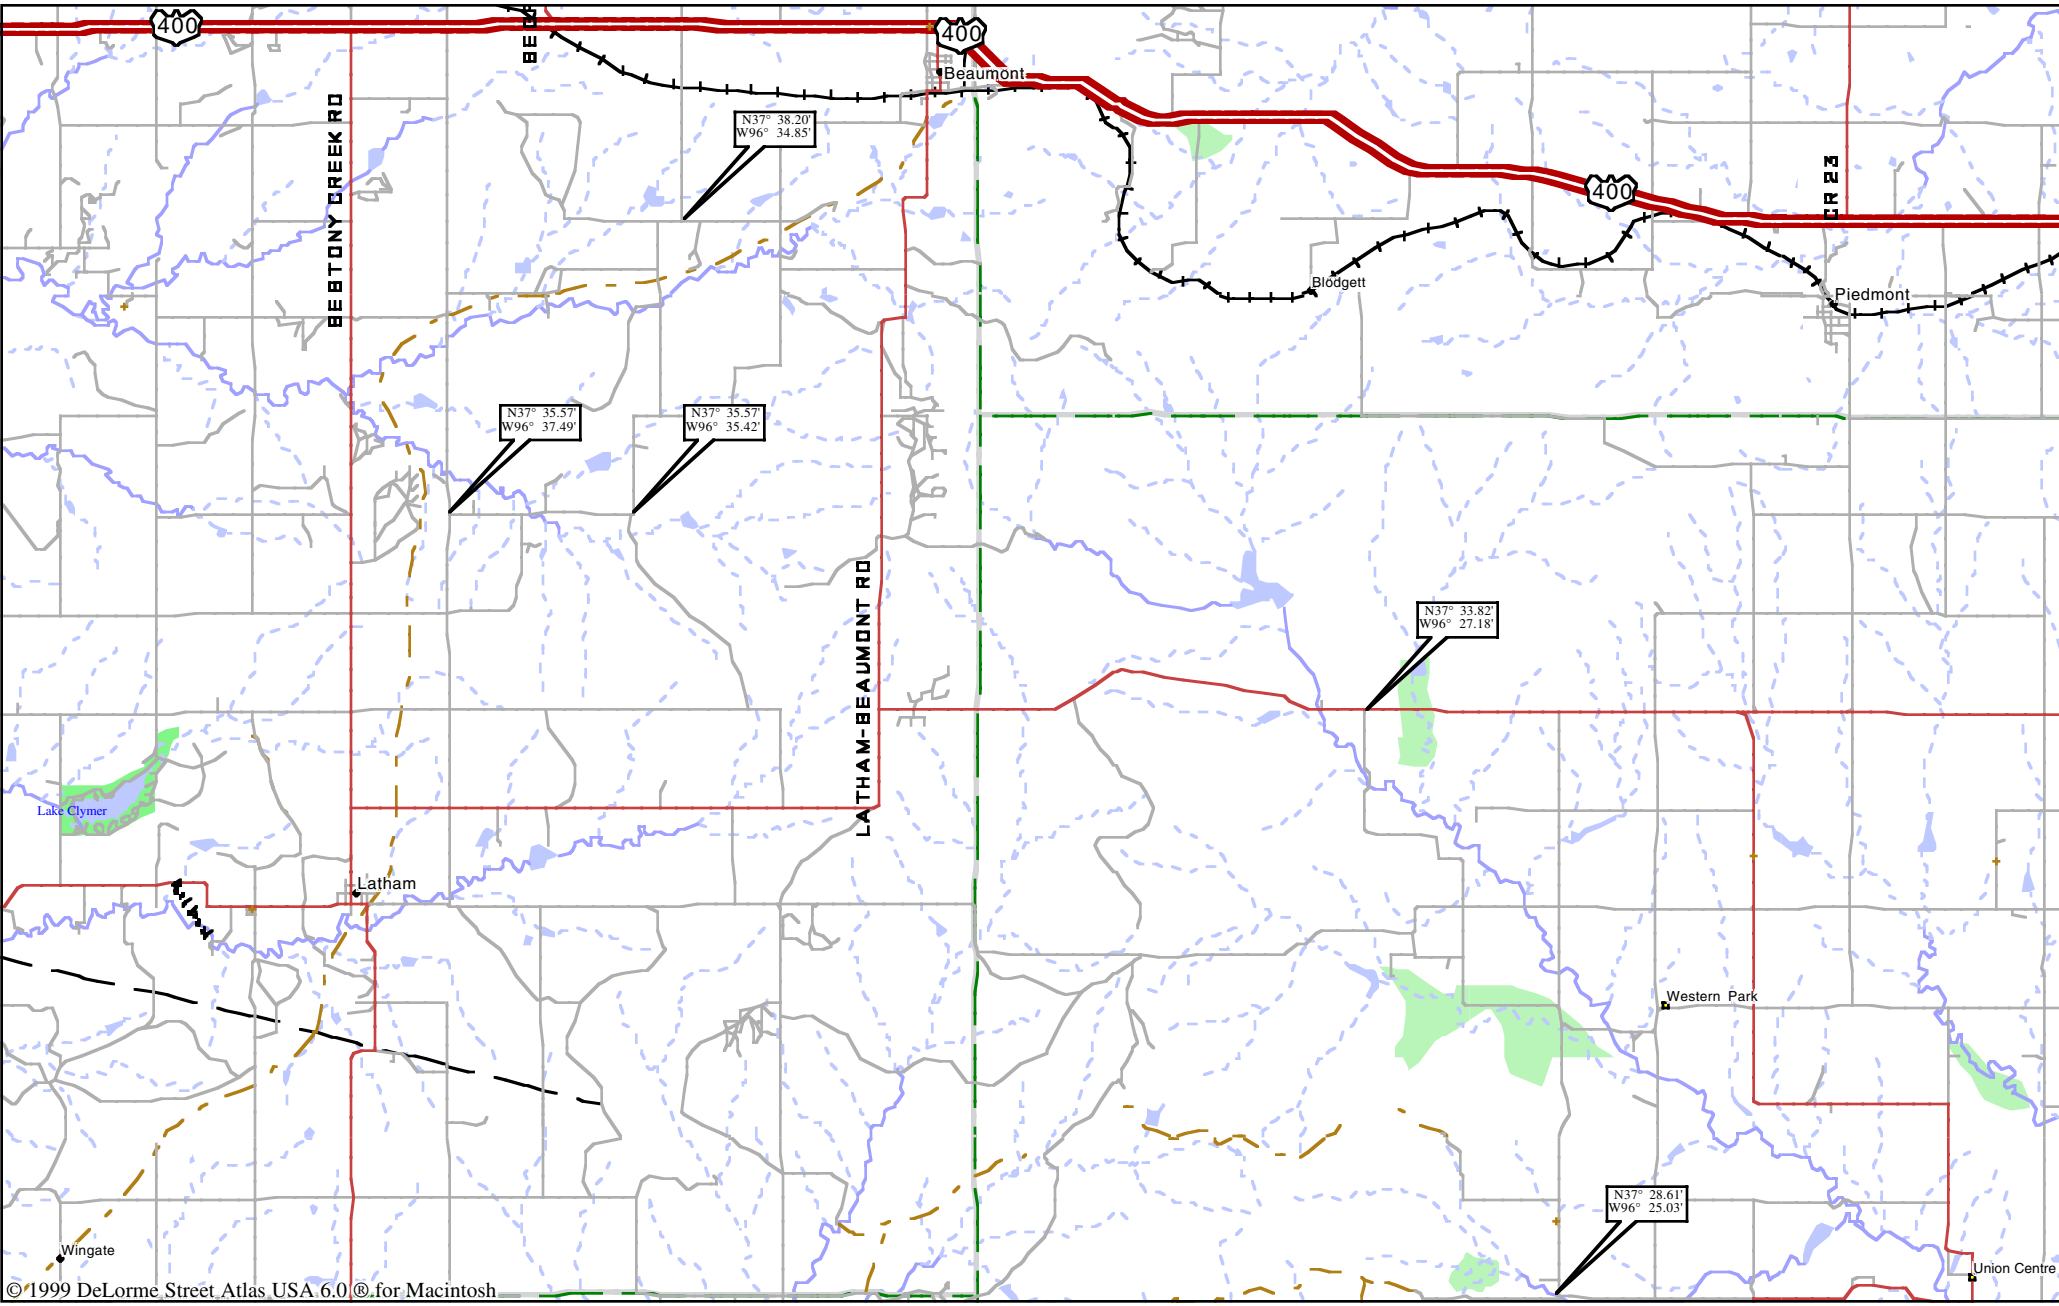 400
BE CR
400
Beaumont
N37° 38.20'
W96° 34.85'
BESTONY CREEK RD
CR 23
400
Blodgett
Piedmont
N37° 35.57'
W96° 37.49'
N37° 35.57'
W96° 35.42'
LATHAM-BEAUMONT RD
N37° 33.82'
W96° 27.18'
Lake Clymer
Latham
Western Park
N37° 28.61'
W96° 25.03'
Wingate
Union Centre
© 1999 DeLorme Street Atlas USA 6.0 ® for Macintosh